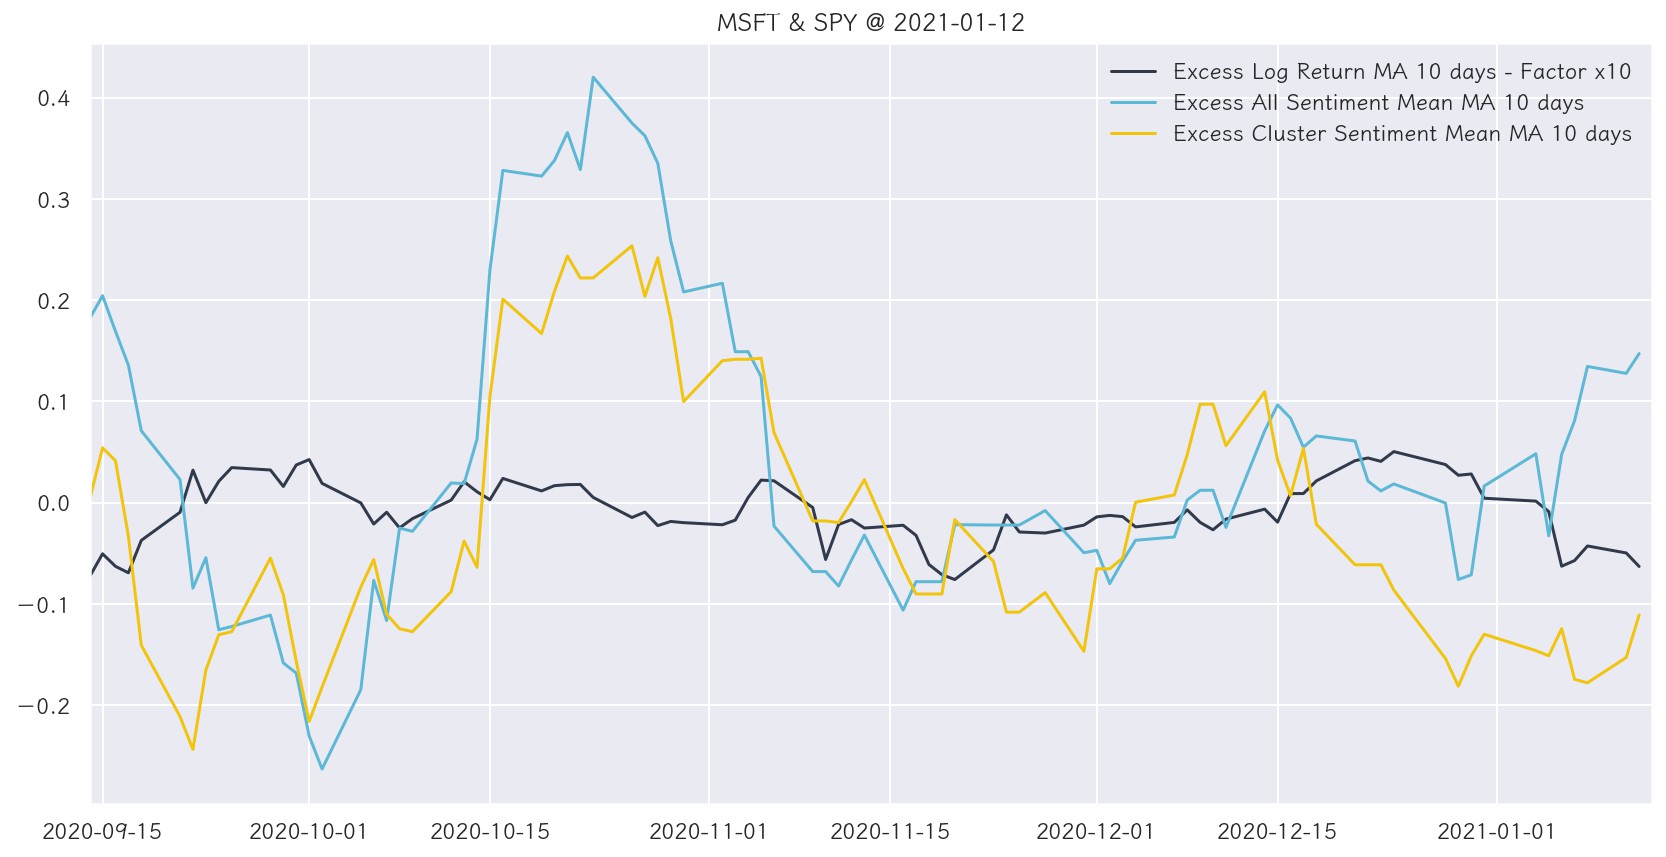 MSFT & SPY @ 2021-01-12
Excess Log Return MA 10 days - Factor x10
Excess All Sentiment Mean MA 10 days
Excess Cluster Sentiment Mean MA 10 days
0.4
0.3
0.2
0.1
0.0
−0.1
−0.2
2020-09-15 2020-10-01 2020-10-15 2020-11-01 2020-11-15 2020-12-01 2020-12-15 2021-01-01